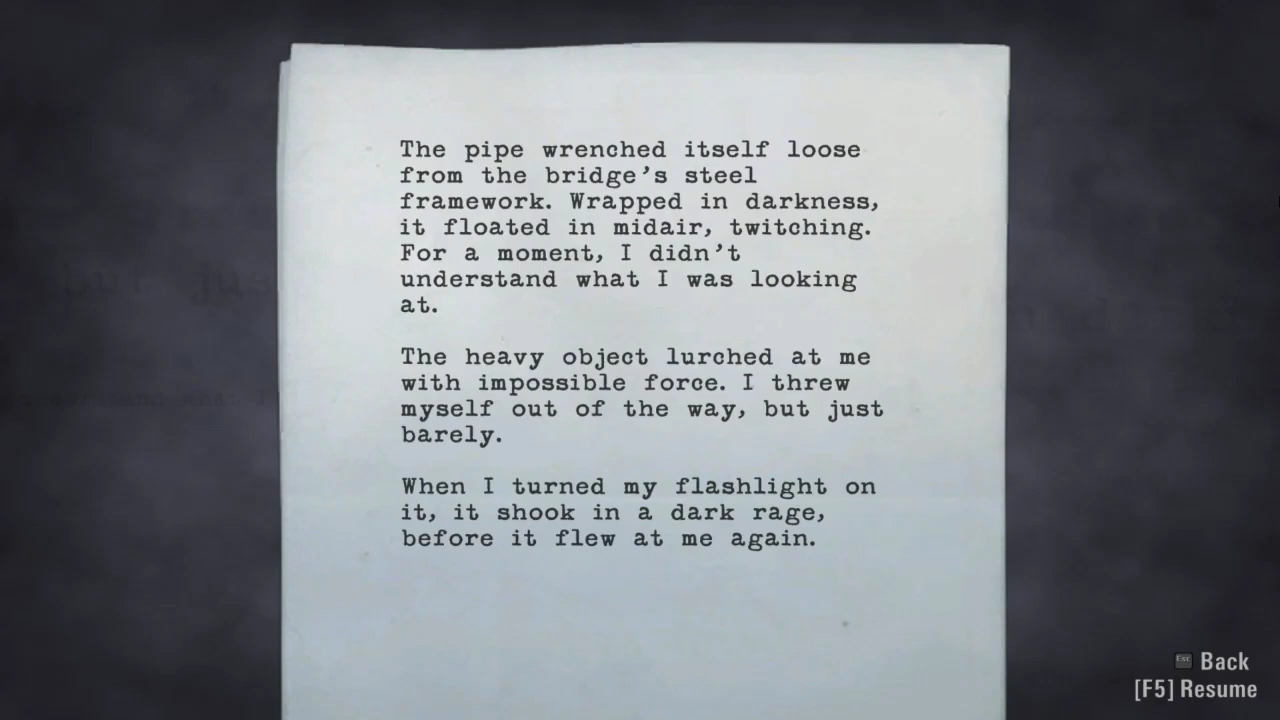 The pipe wrenched itself loose
from the bridge's steel
framework. Wrapped in darkness,
it floated in midair, twitching.
For a moment, I didn't
understand what I was looking
at.
The heavy object lurched at me
with impossible force. I threw
myself out of the way, but just
barely.
When I turned my flashlight on
it, it shook in a dark rage,
before it flew at me again.
Esc Back
[F5] Resume